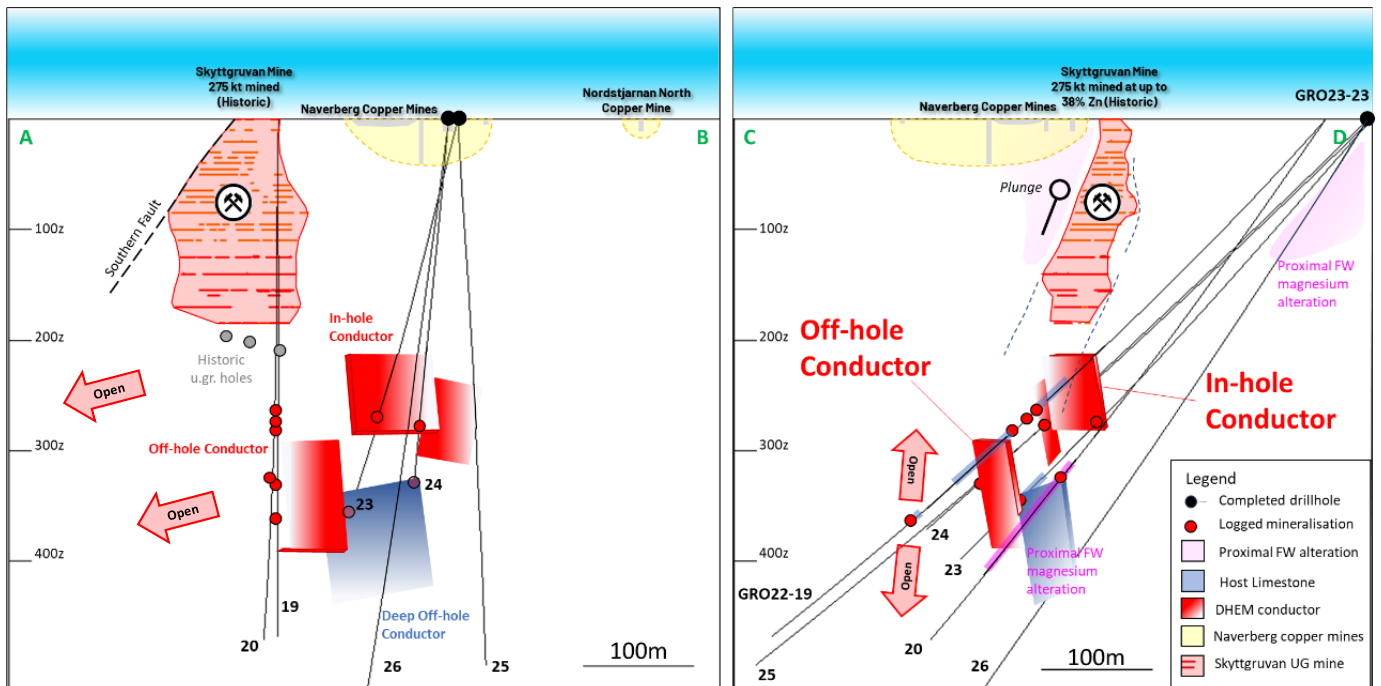 Skyttgruvan Mine
275 kt mined
(Historic)
Naverberg Copper Mines
Nordstjarnan North
Copper Mine
A
B
Southern Fault
100z
200z
300z
400z
Historic
u.gr. holes
In-hole
Conductor
Open
Off-hole Conductor
Open
23
24
19
20
26
25
Deep Off-hole
Conductor
100m
Skyttgruvan Mine
275 kt mined at up to
38% Zn (Historic)
Naverberg Copper Mines
GRO23-23
C
D
Plunge
100z
200z
300z
400z
Proximal FW
magnesium
alteration
Off-hole
Conductor
In-hole
Conductor
Open
Open
24
23
Proximal FW
magnesium
alteration
GRO22-19
20
25
26
100m
Legend
Completed drillhole
Logged mineralisation
Proximal FW alteration
Host Limestone
DHEM conductor
Naverberg copper mines
Skyttgruvan UG mine